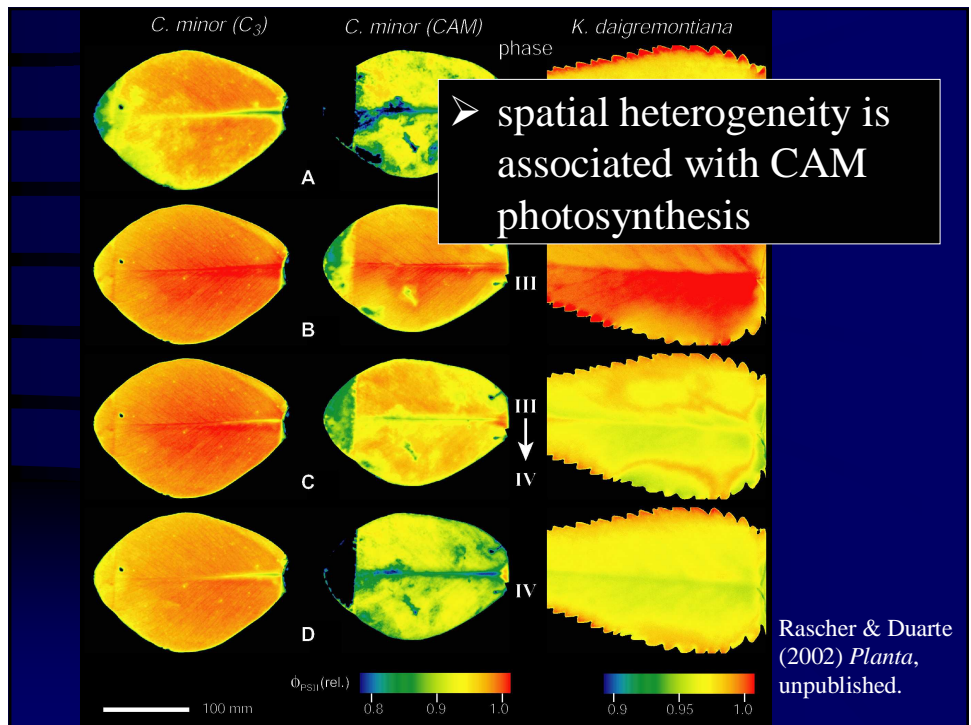 C. minor (C3) C. minor (CAM) K. daigremontiana
phase
➢ spatial heterogeneity is
associated with CAM
photosynthesis
A
III
B
III
IV
C
IV
D
Rascher & Duarte
(2002) Planta,
unpublished.
ΦPSII (rel.)
0.8 0.9 1.0
0.9 0.95 1.0
100 mm